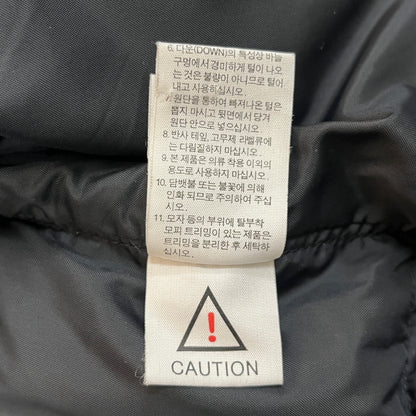 6. 다운(DOWN)의 특성상 바늘
구멍에서 경미하게 털이 나오
는 것은 불량이 아니므로 털어
내고 사용하십시오.
7. 원단을 통하여 빠져나온 털은
뽑지 마시고 뒷면에서 당겨
원단 안으로 넣으십시오.
8. 반사 테잎, 고무제 라벨류에
는 다림질하지 마십시오.
9. 본 제품은 의류 착용 이외의
용도로 사용하지 마십시오.
10. 담뱃불 또는 불꽃에 의해
인화 되므로 주의하여 주십
시오.
11. 모자 등의 부위에 탈부착
모피 트리밍이 있는 제품은
트리밍을 분리한 후 세탁하
십시오.
!
CAUTION